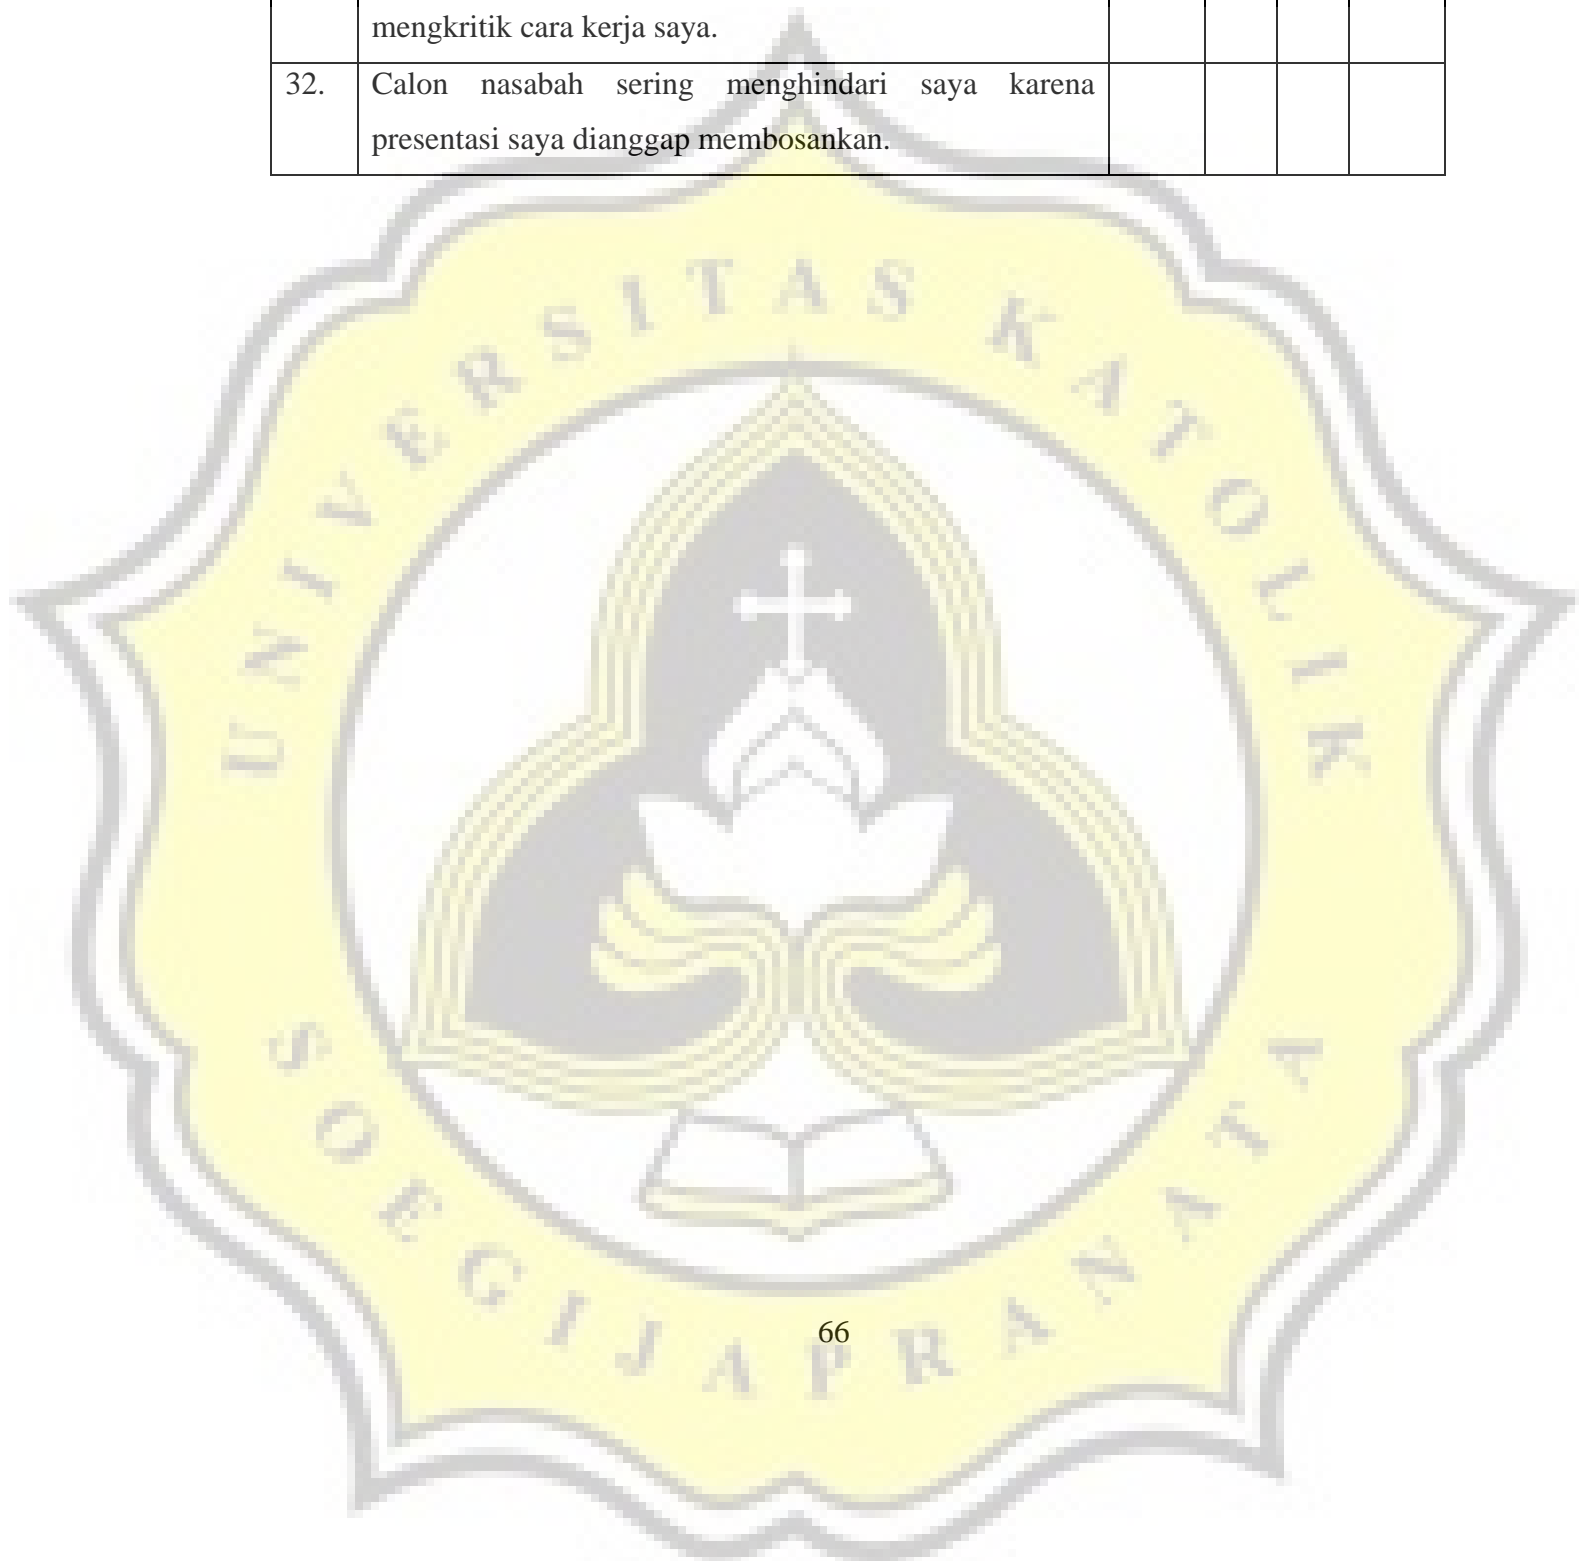 mengkritik cara kerja saya.
32. Calon nasabah sering menghindari saya karena
presentasi saya dianggap membosankan.
UNIVERSITAS KATOLIK
SOEGIJAPRANATA
66